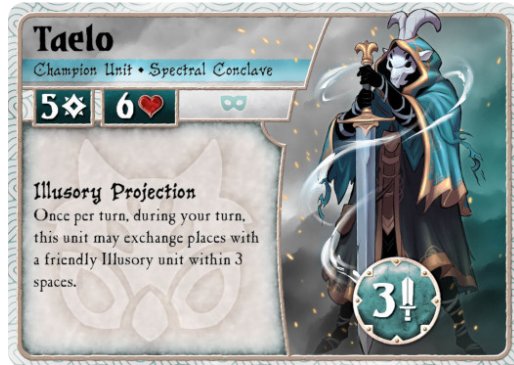 Taelo
Champion Unit • Spectral Conclave
5 6
Illusory Projection
Once per turn, during your turn,
this unit may exchange places with
a friendly Illusory unit within 3
spaces.
3